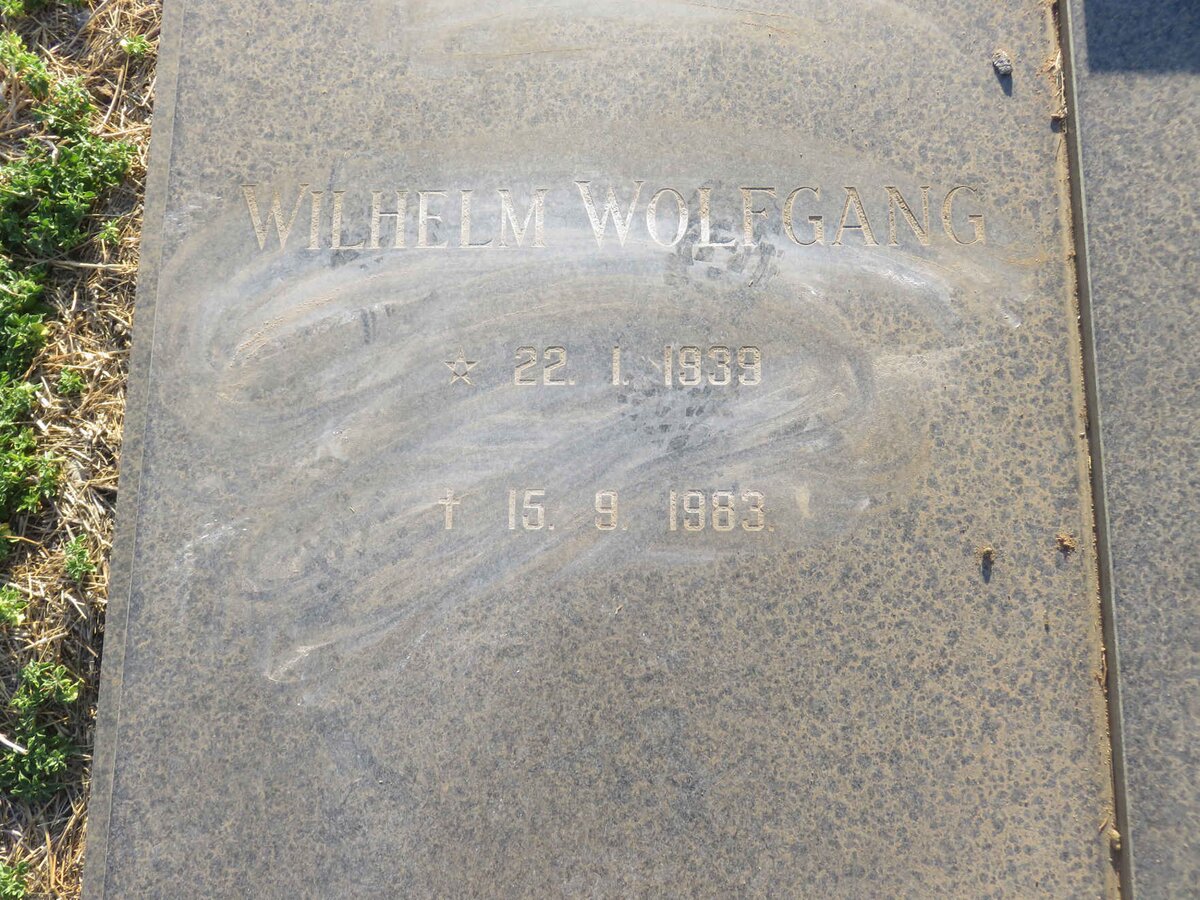 WILHELM WOLFGANG
☆ 22. 1. 1939
† 15. 9. 1983.